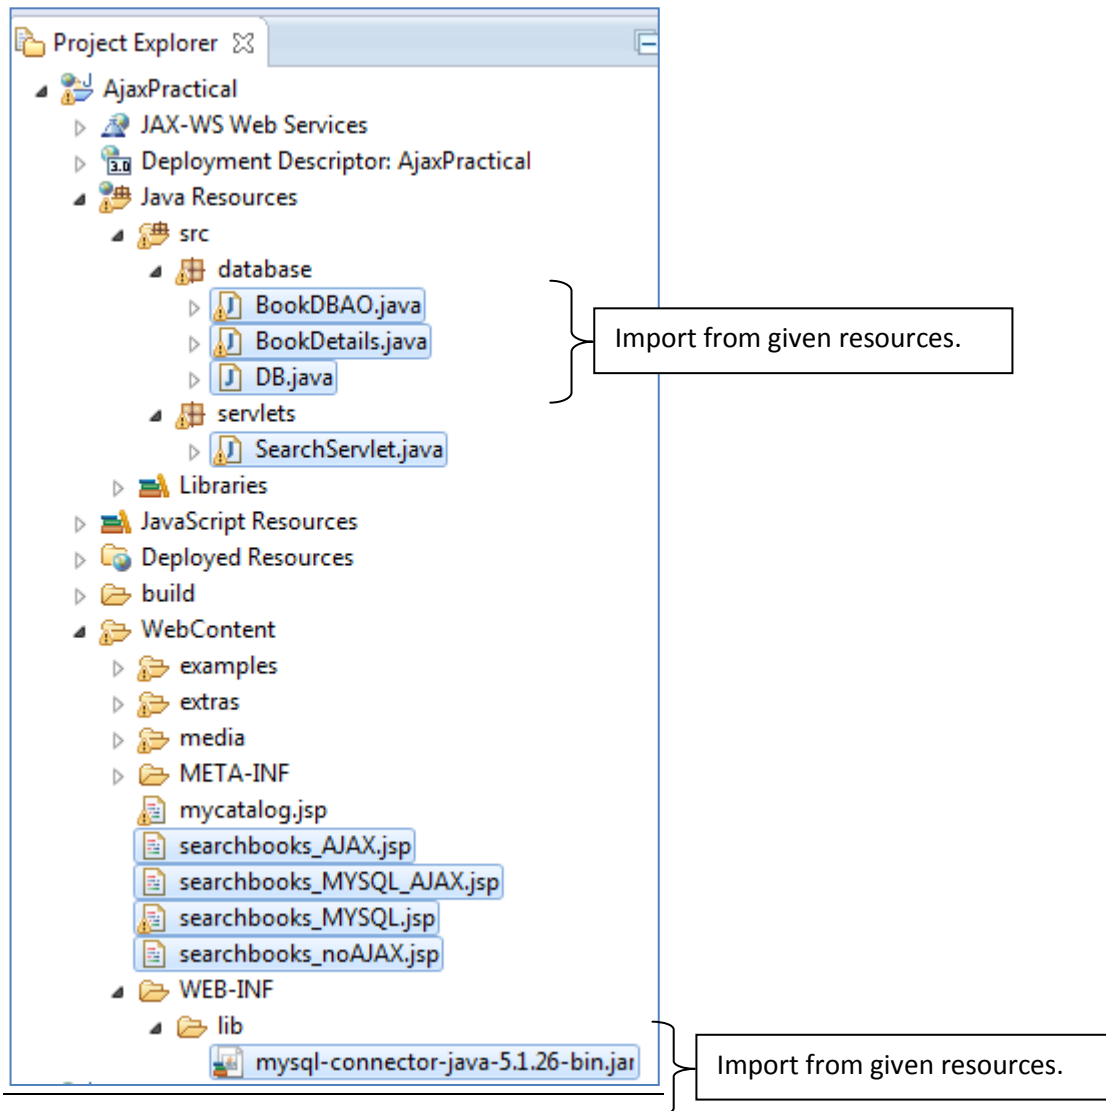 Project Explorer
AjaxPractical
JAX-WS Web Services
3.0 Deployment Descriptor: AjaxPractical
Java Resources
src
database
BookDBAO.java
BookDetails.java
DB.java
Import from given resources.
servlets
SearchServlet.java
Libraries
JavaScript Resources
Deployed Resources
build
WebContent
examples
extras
media
META-INF
mycatalog.jsp
searchbooks_AJAX.jsp
searchbooks_MYSQL_AJAX.jsp
searchbooks_MYSQL.jsp
searchbooks_noAJAX.jsp
WEB-INF
lib
mysql-connector-java-5.1.26-bin.jar
Import from given resources.